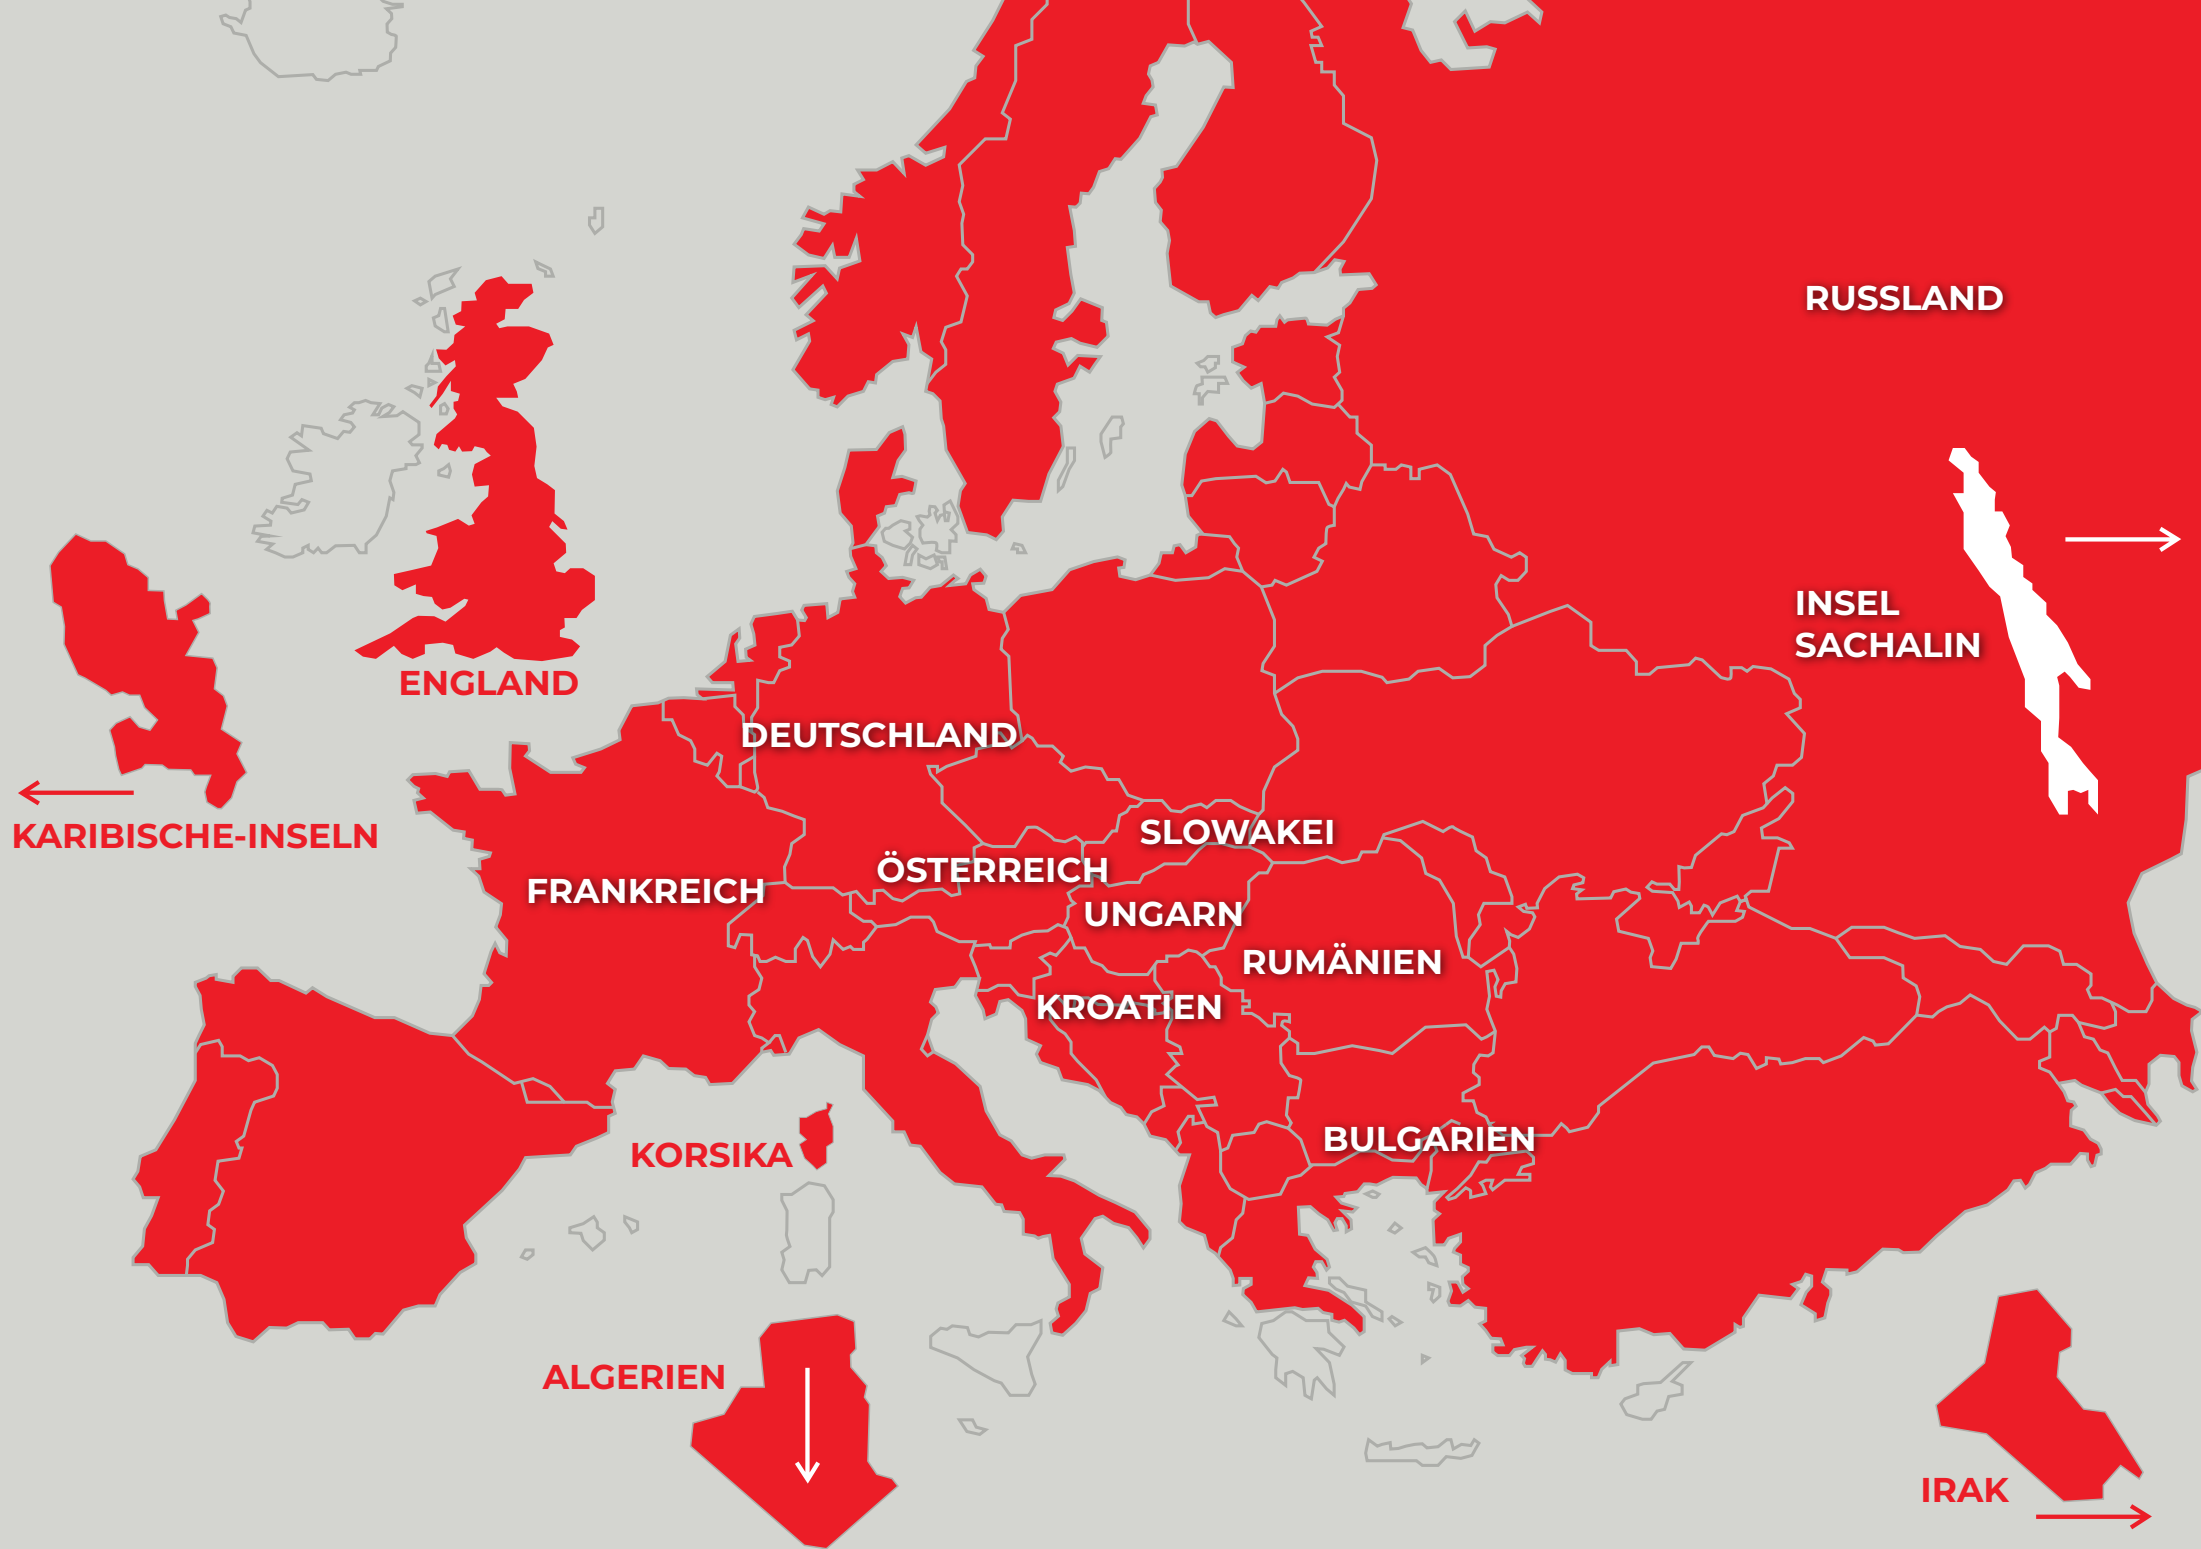 RUSSLAND
INSEL
SACHALIN
ENGLAND
DEUTSCHLAND
KARIBISCHE-INSELN
SLOWAKEI
ÖSTERREICH
FRANKREICH
UNGARN
RUMÄNIEN
KROATIEN
BULGARIEN
KORSIKA
ALGERIEN
IRAK